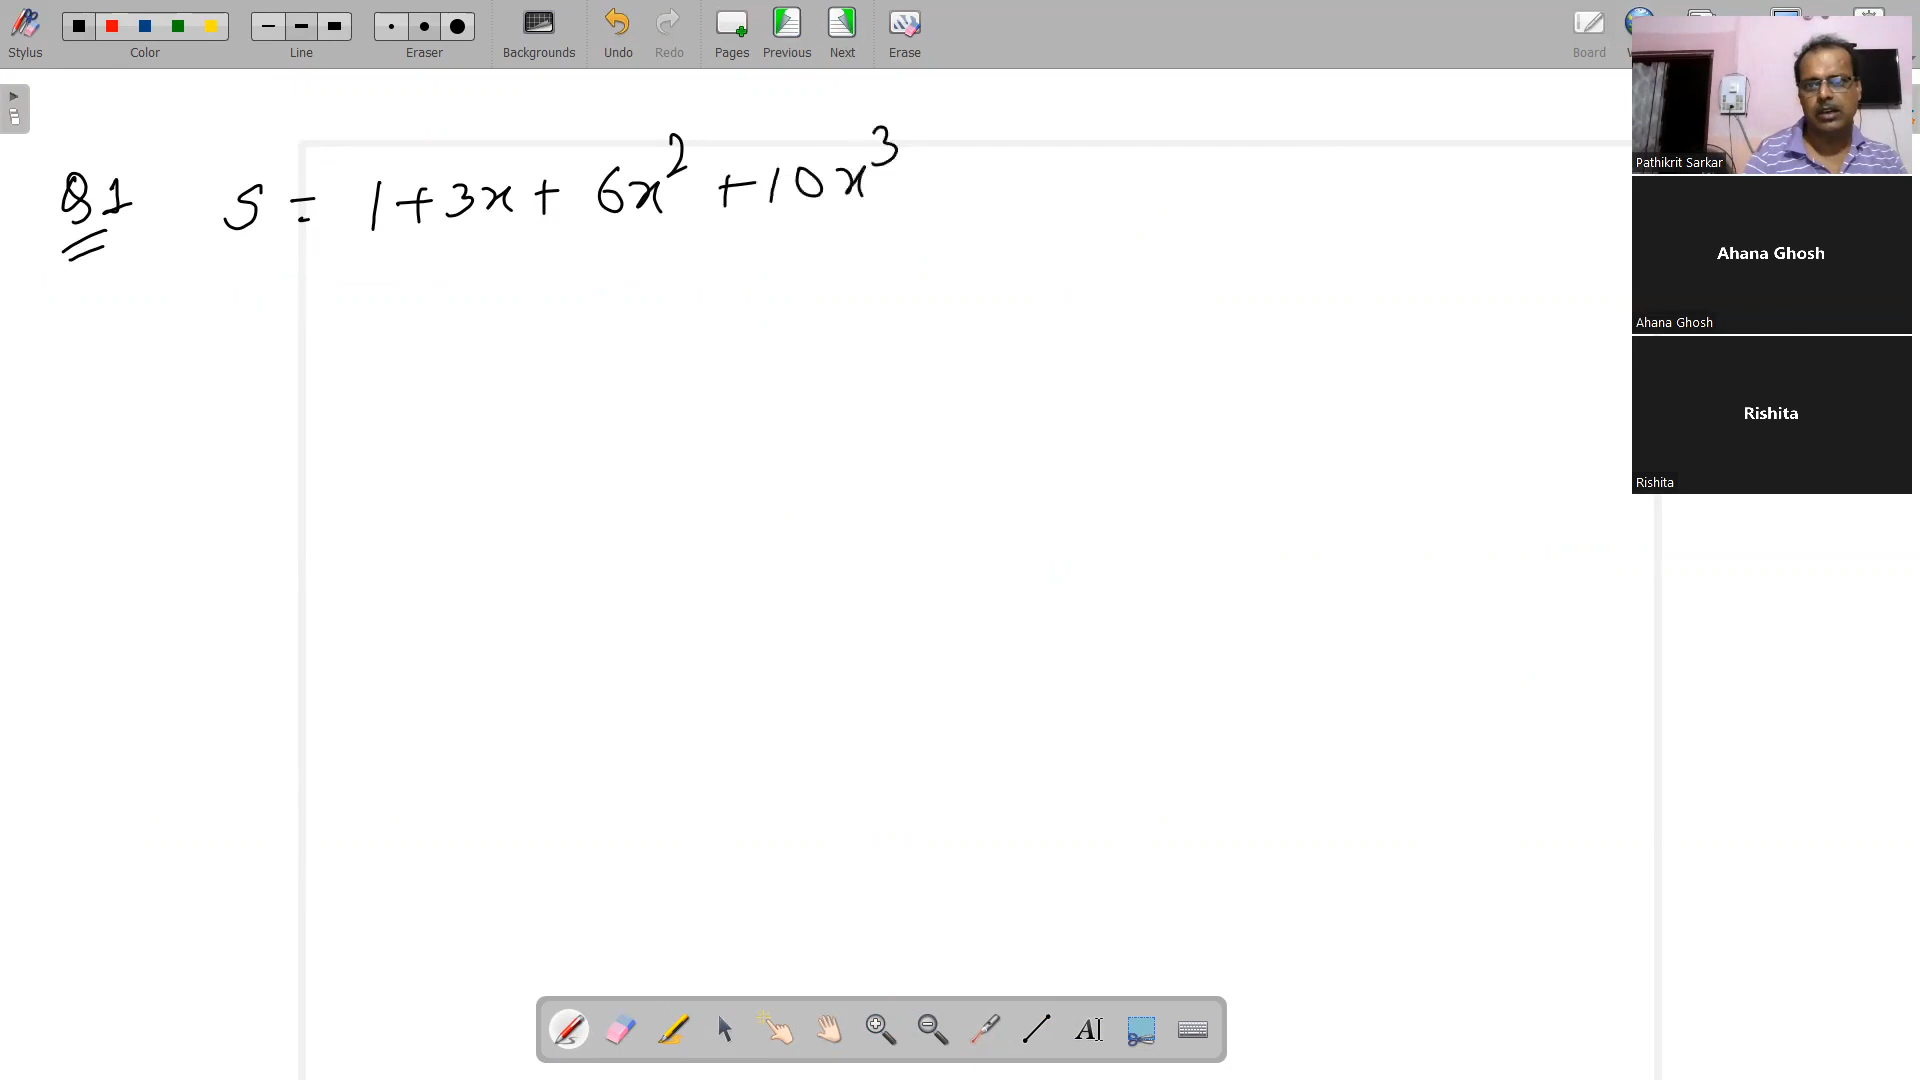 Stylus Color Line Eraser Backgrounds Undo Redo Pages Previous Next Erase Board
Pathikrit Sarkar
Q1 S = 1+3x+ 6x² +10x³
Ahana Ghosh
Ahana Ghosh
Rishita
Rishita